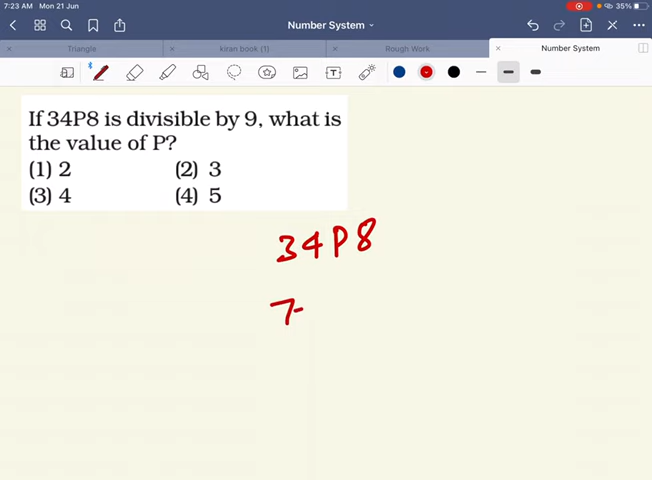 7:23 AM Mon 21 Jun 35%
Number System
Triangle kiran book (1) Rough Work Number System
T
If 34P8 is divisible by 9, what is
the value of P?
(1) 2 (2) 3
(3) 4 (4) 5
34P8
7